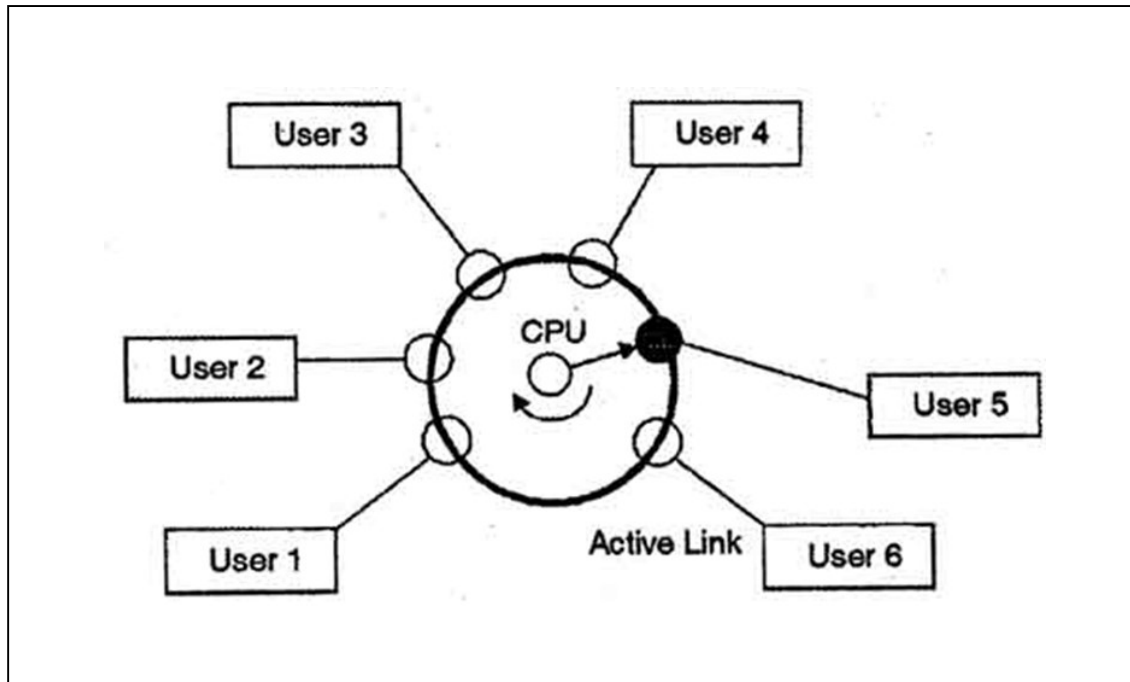 User 3
User 4
CPU
User 2
User 5
Active Link
User 1
User 6